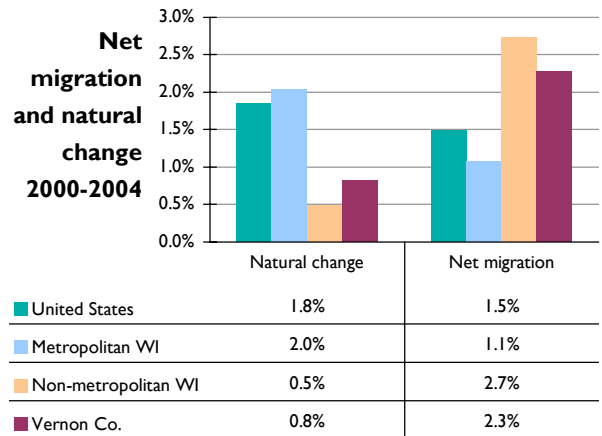 Net
migration
and natural
change
2000-2004
3.0%
2.5%
2.0%
1.5%
1.0%
0.5%
0.0%
Natural change Net migration
United States 1.8% 1.5%
Metropolitan WI 2.0% 1.1%
Non-metropolitan WI 0.5% 2.7%
Vernon Co. 0.8% 2.3%